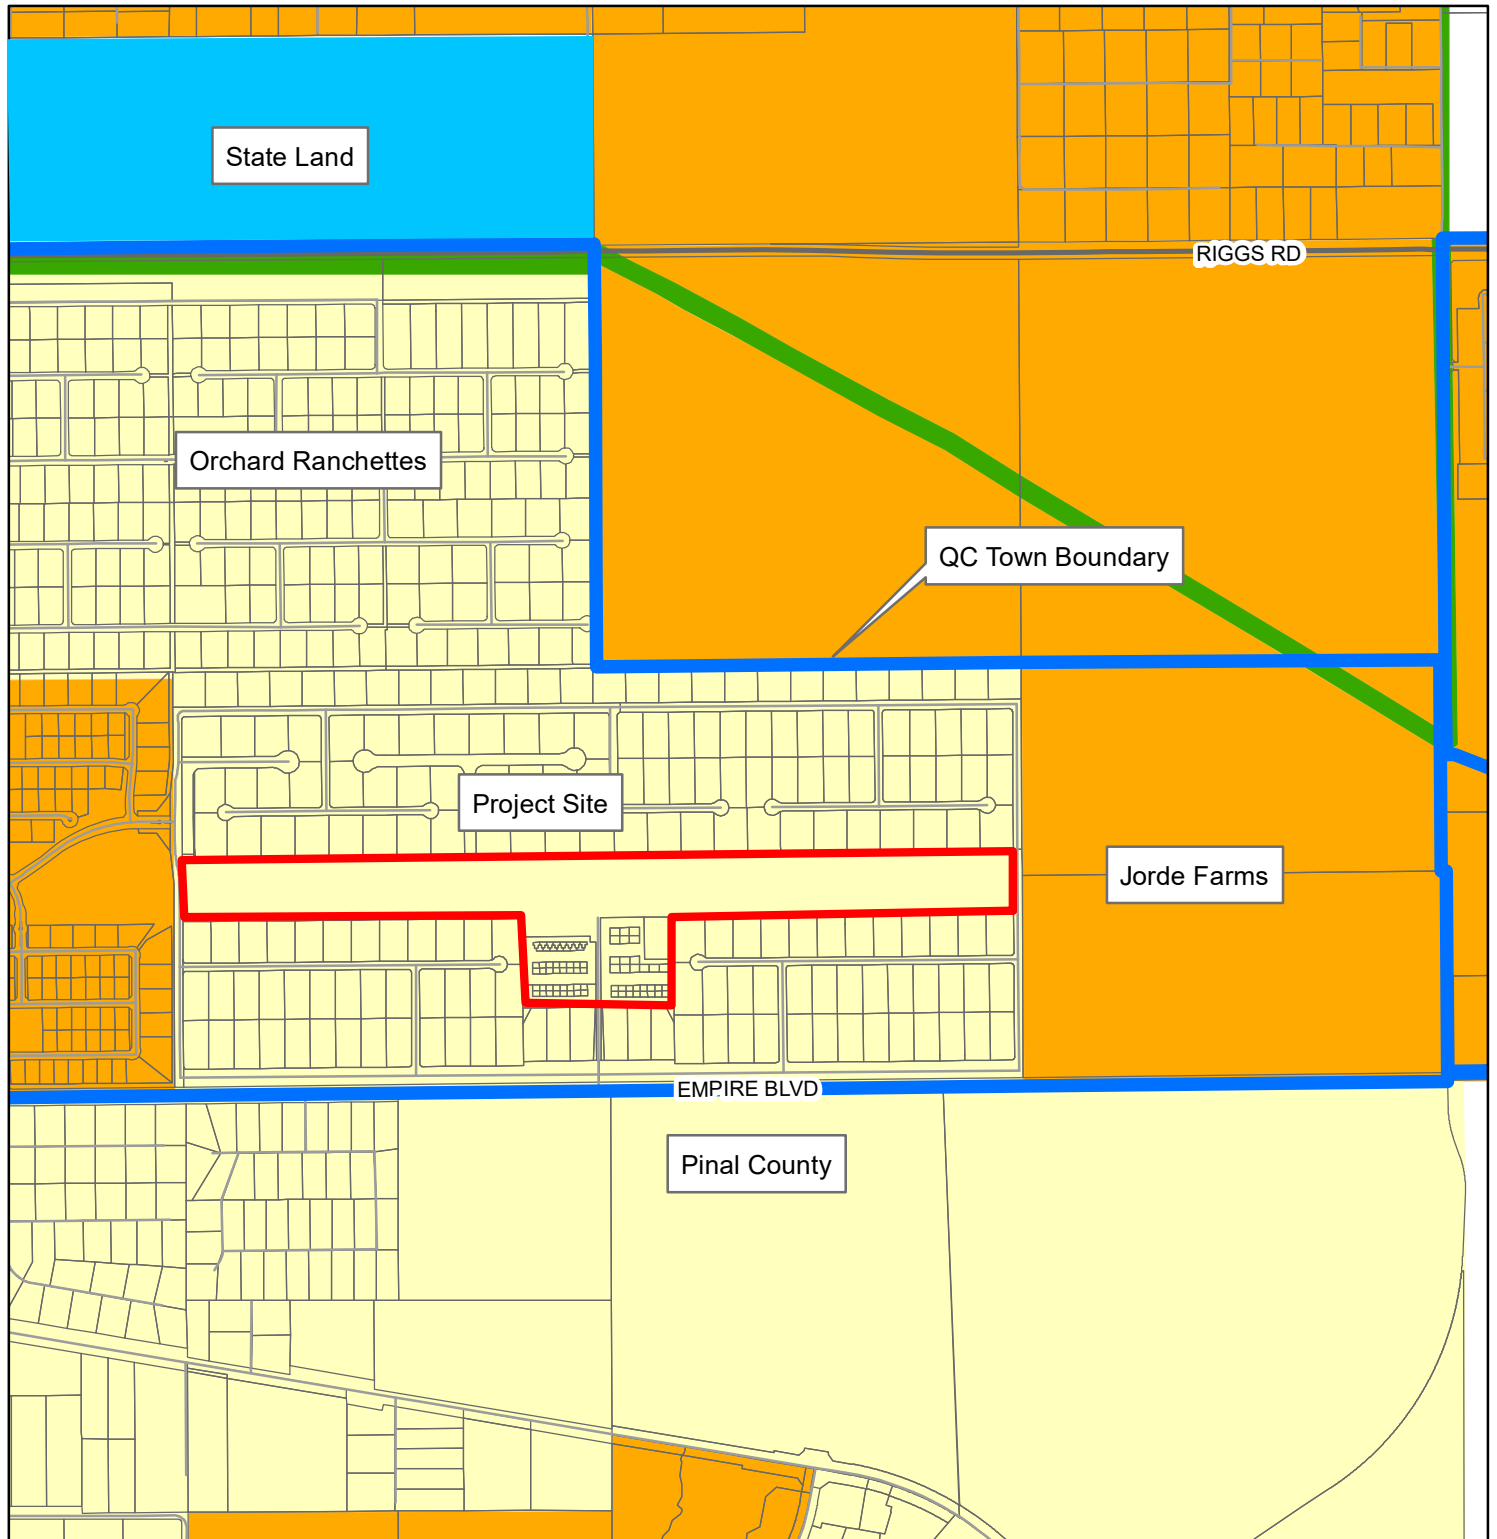 State Land
RIGGS RD
Orchard Ranchettes
QC Town Boundary
Project Site
Jorde Farms
EMPIRE BLVD
Pinal County